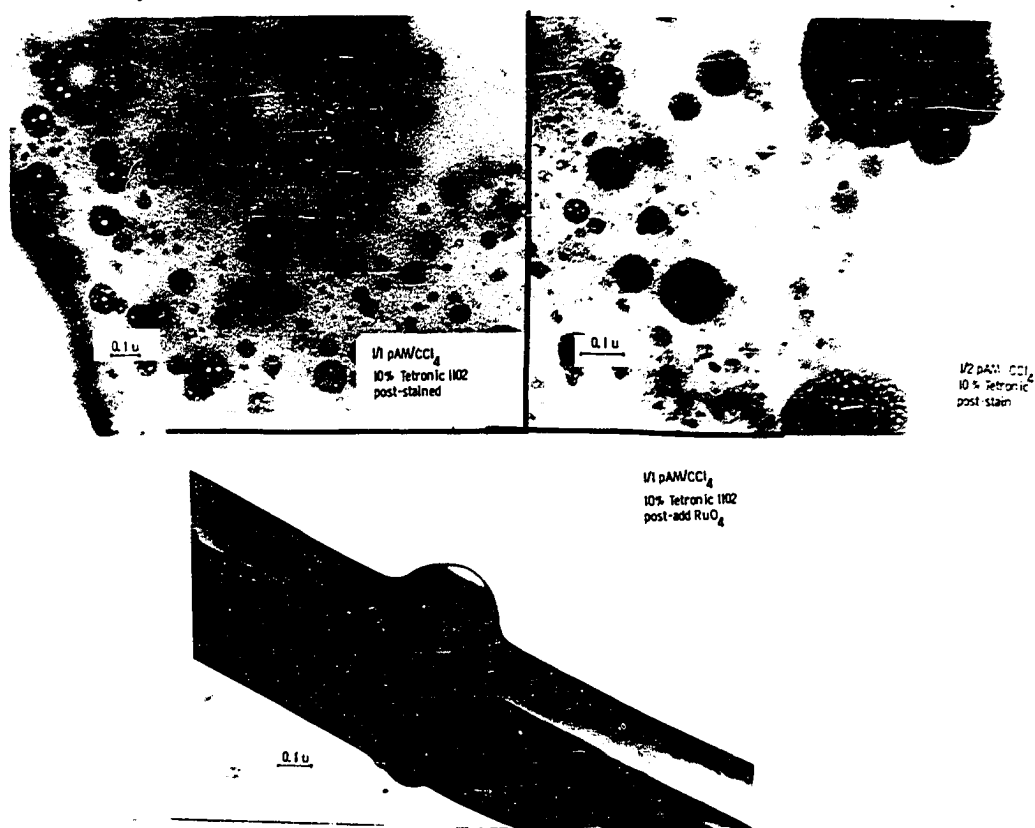 0.1 u
1/1 pAM/CCl4
10% Tetronic 1102
post-stained
0.1 u
1/2 pAM CCl4
10 % Tetronic
post-stain
1/1 pAM/CCl4
10% Tetronic 1102
post-add RuO4
0.1 u